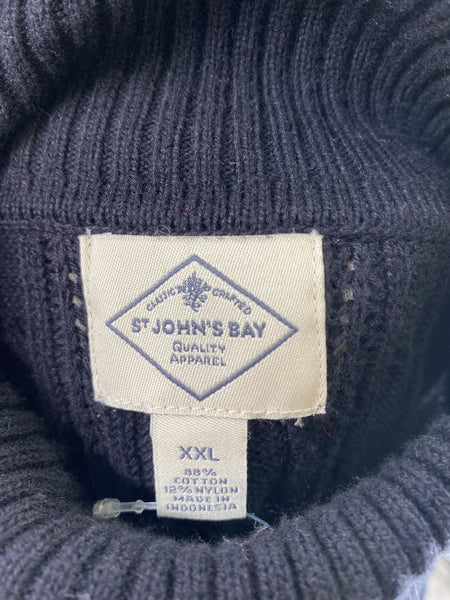 CLASSIC CRAFTED
ST JOHN'S BAY
QUALITY
APPAREL
XXL
88%
COTTON
12% NYLON
MADE IN
INDONESIA